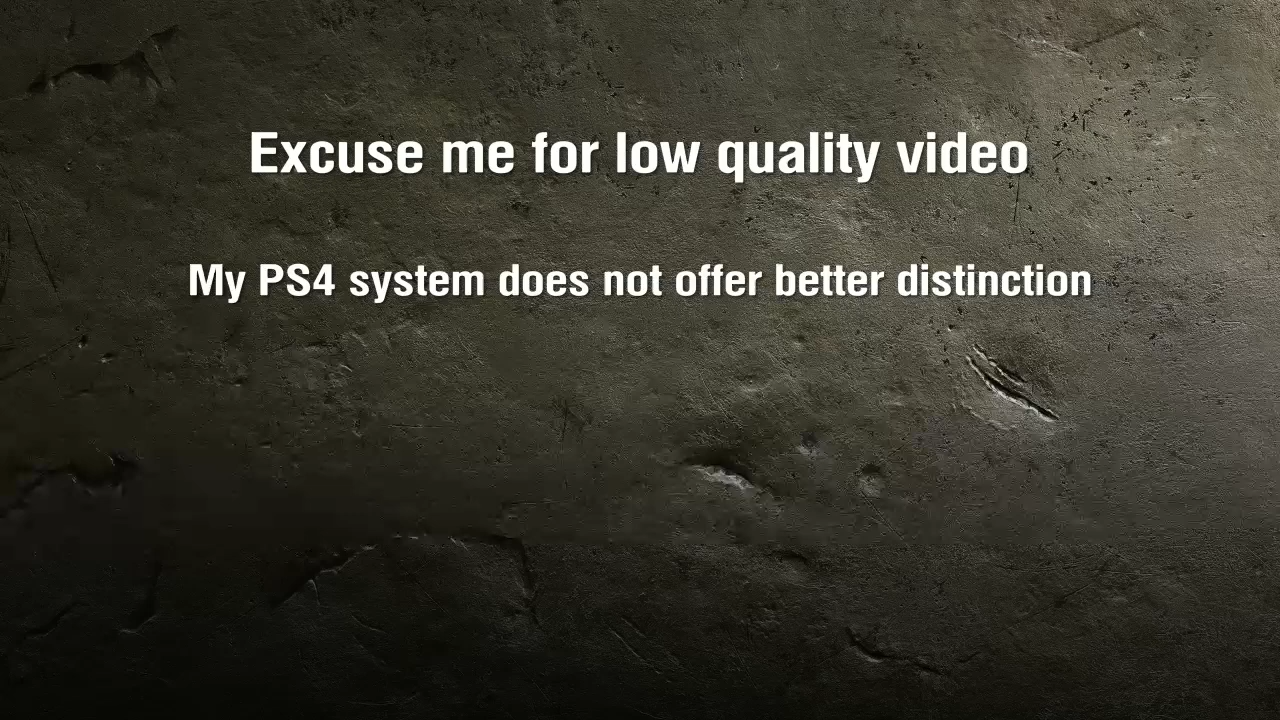 Excuse me for low quality video
My PS4 system does not offer better distinction